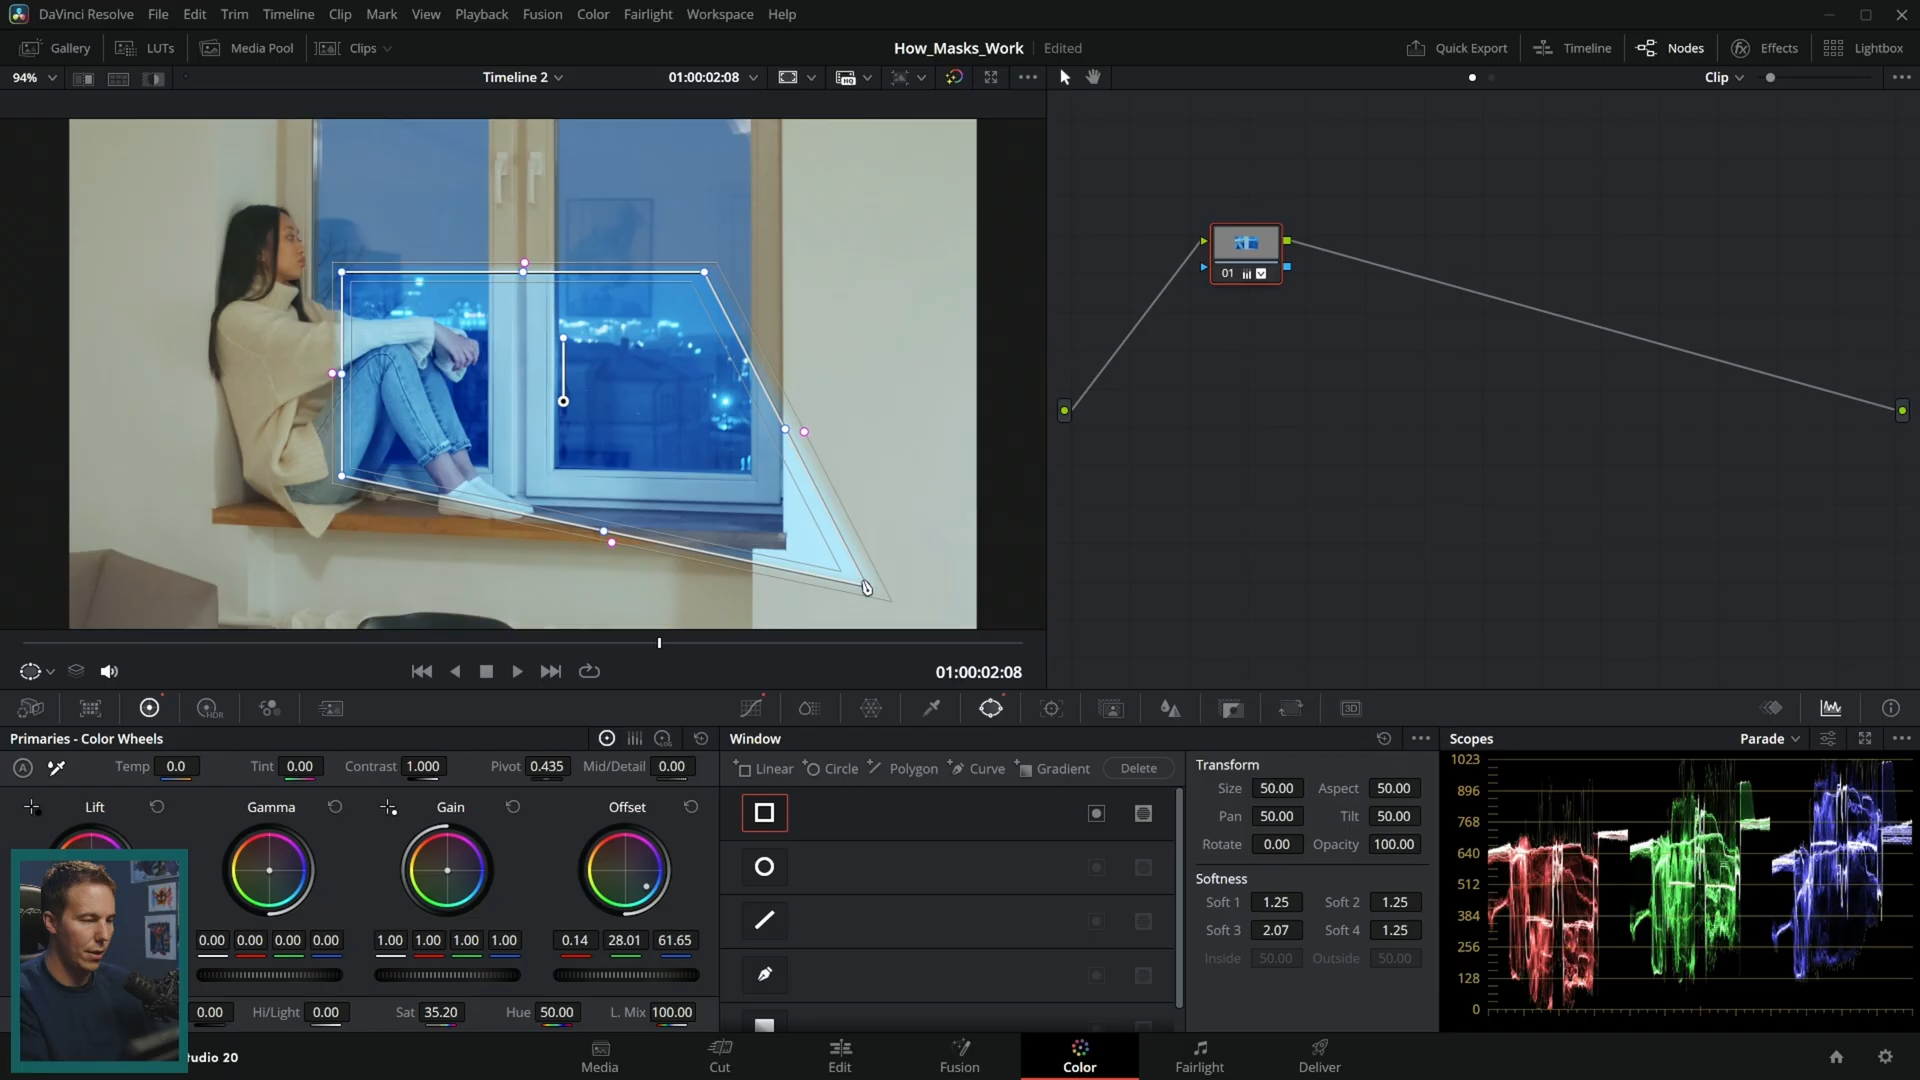 DaVinci Resolve File Edit Trim Timeline Clip Mark View Playback Fusion Color Fairlight Workspace Help
Gallery LUTs Media Pool Clips How_Masks_Work Edited Quick Export Timeline Nodes Effects Lightbox
94% Timeline 2 01:00:02:08 HQ Clip
01
01:00:02:08
HDR 3D
Primaries - Color Wheels LOG Window Scopes Parade
A Temp 0.0 Tint 0.00 Contrast 1.000 Pivot 0.435 Mid/Detail 0.00
Linear Circle Polygon Curve Gradient Delete
Transform
Size 50.00 Aspect 50.00
Pan 50.00 Tilt 50.00
Rotate 0.00 Opacity 100.00
Softness
Soft 1 1.25 Soft 2 1.25
Soft 3 2.07 Soft 4 1.25
Inside 50.00 Outside 50.00
1023
896
768
640
512
384
256
128
0
Lift Gamma Gain Offset
0.00 0.00 0.00 0.00 1.00 1.00 1.00 1.00 0.14 28.01 61.65
0.00 Hi/Light 0.00 Sat 35.20 Hue 50.00 L. Mix 100.00
tudio 20
Media Cut Edit Fusion Color Fairlight Deliver